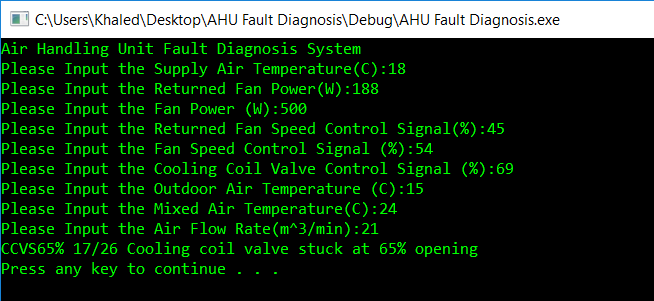 C:\Users\Khaled\Desktop\AHU Fault Diagnosis\Debug\AHU Fault Diagnosis.exe
Air Handling Unit Fault Diagnosis System
Please Input the Supply Air Temperature(C):18
Please Input the Returned Fan Power(W):188
Please Input the Fan Power (W):500
Please Input the Returned Fan Speed Control Signal(%):45
Please Input the Fan Speed Control Signal (%):54
Please Input the Cooling Coil Valve Control Signal (%):69
Please Input the Outdoor Air Temperature (C):15
Please Input the Mixed Air Temperature(C):24
Please Input the Air Flow Rate(m^3/min):21
CCVS65% 17/26 Cooling coil valve stuck at 65% opening
Press any key to continue . . .